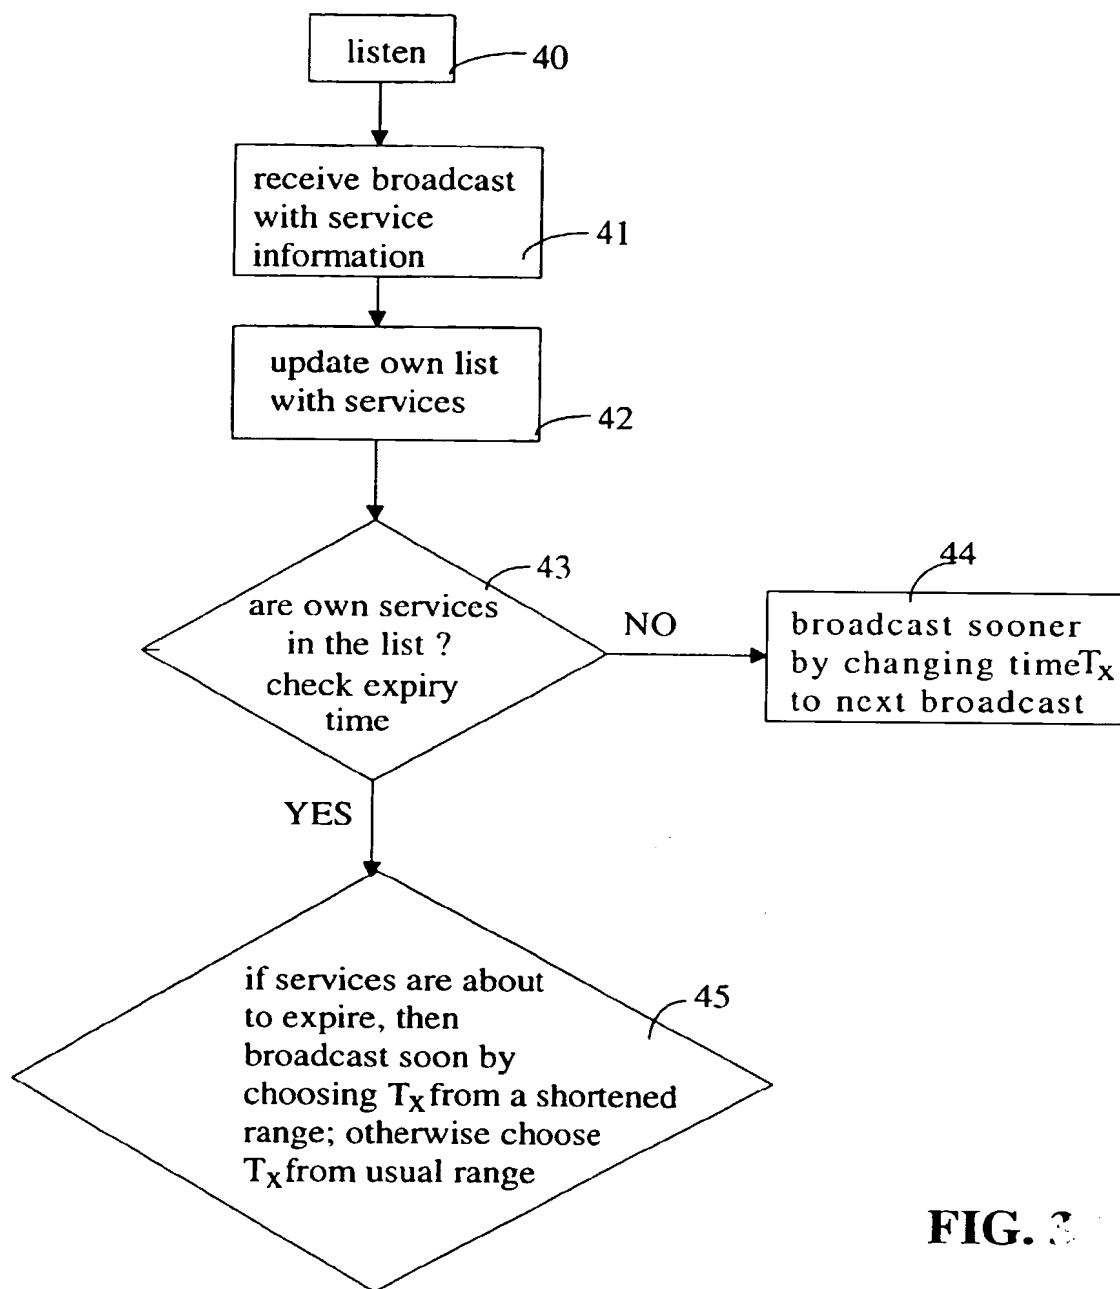 listen
40
receive broadcast
with service
information
41
update own list
with services
42
43
are own services
in the list ?
check expiry
time
NO
44
broadcast sooner
by changing timeTx
to next broadcast
YES
if services are about
to expire, then
broadcast soon by
choosing Tx from a shortened
range; otherwise choose
Tx from usual range
45
FIG. 3